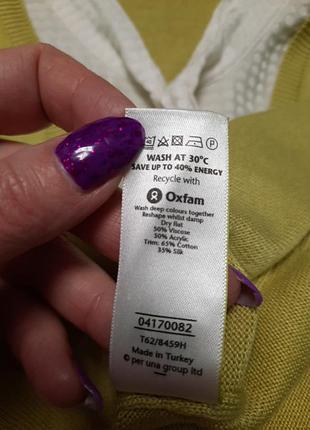 WASH AT 30°C
SAVE UP TO 40% ENERGY
Recycle with
Oxfam
Wash deep colours together
Reshape whilst damp
Dry flat
50% Viscose
50% Acrylic
Trim: 65% Cotton
35% Silk
04170082
T62/8459H
Made in Turkey
© per una group ltd